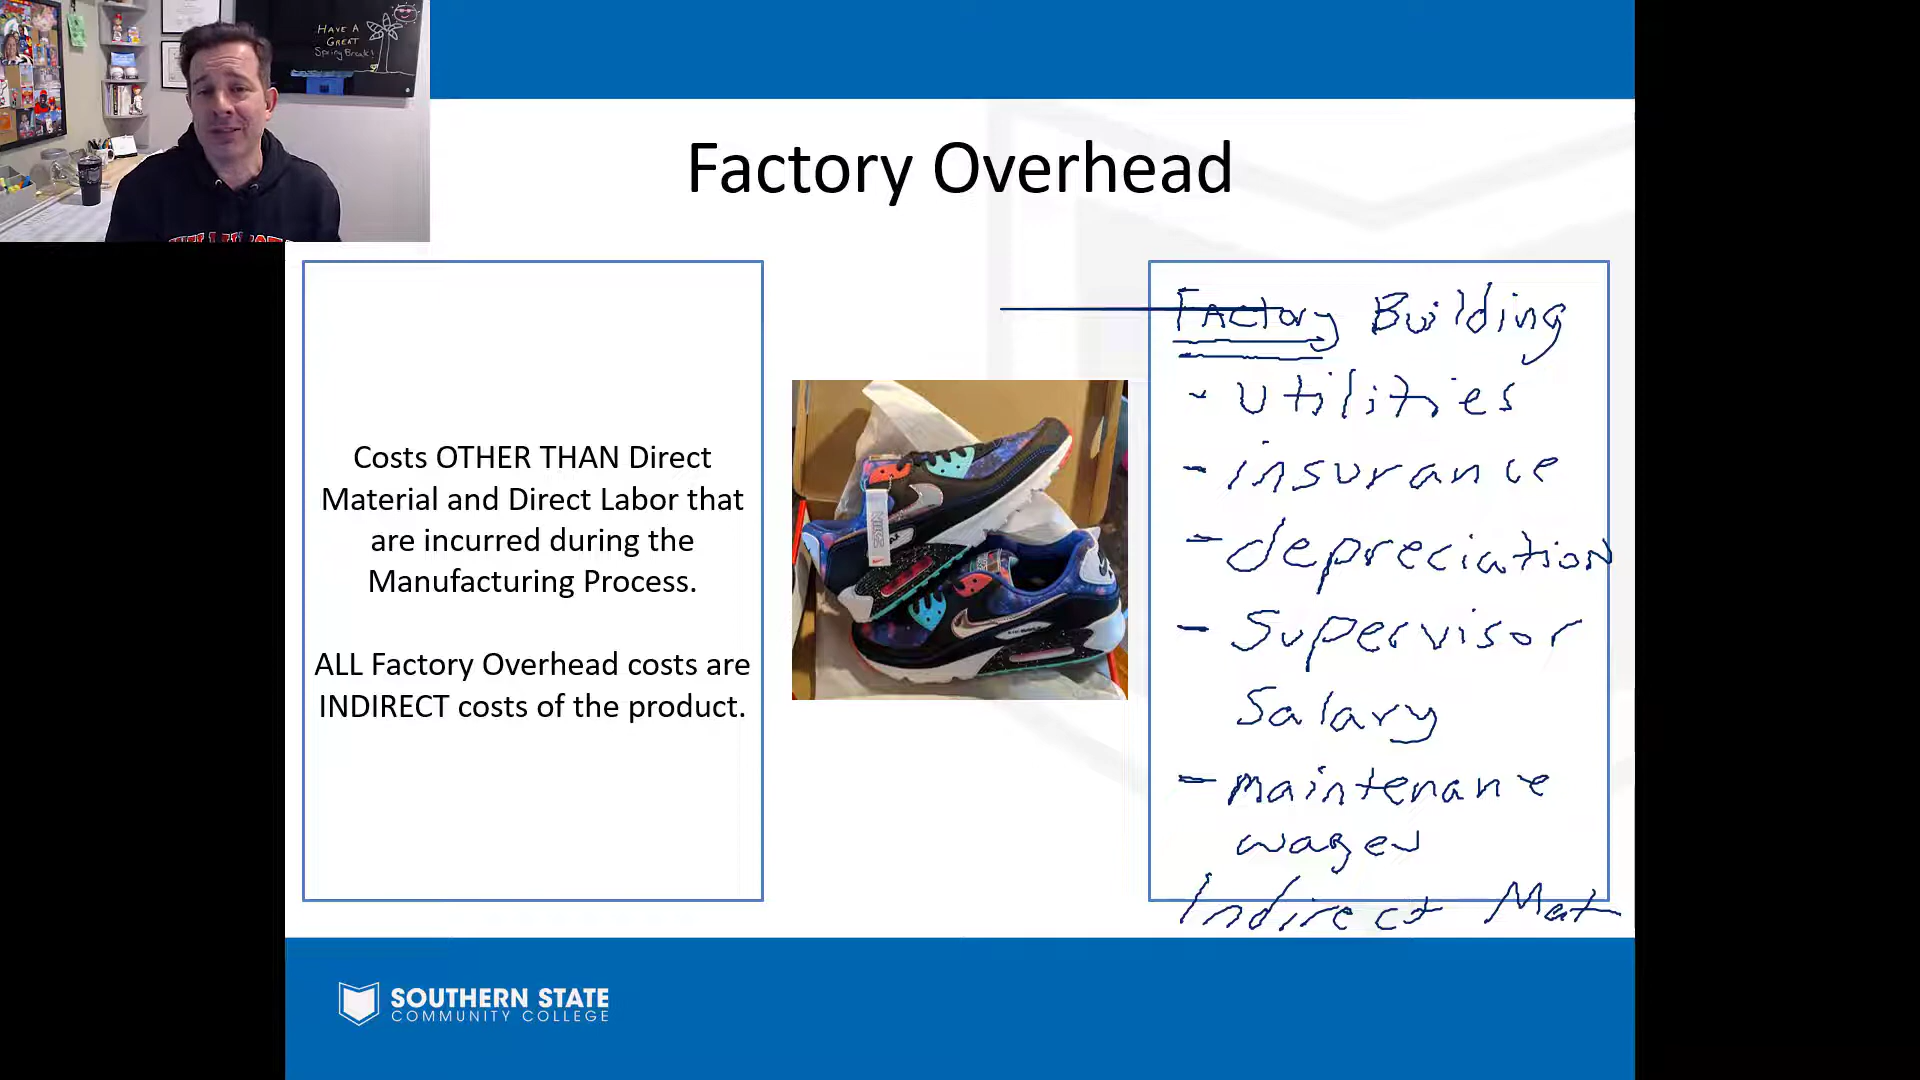 HAVE A
GREAT
Spring Break!
Factory Overhead
Costs OTHER THAN Direct
Material and Direct Labor that
are incurred during the
Manufacturing Process.
ALL Factory Overhead costs are
INDIRECT costs of the product.
Factory Building
- Utilities
- insurance
- depreciation
- Supervisor
Salary
- maintenance
wages
Indirect Mat
SOUTHERN STATE
COMMUNITY COLLEGE